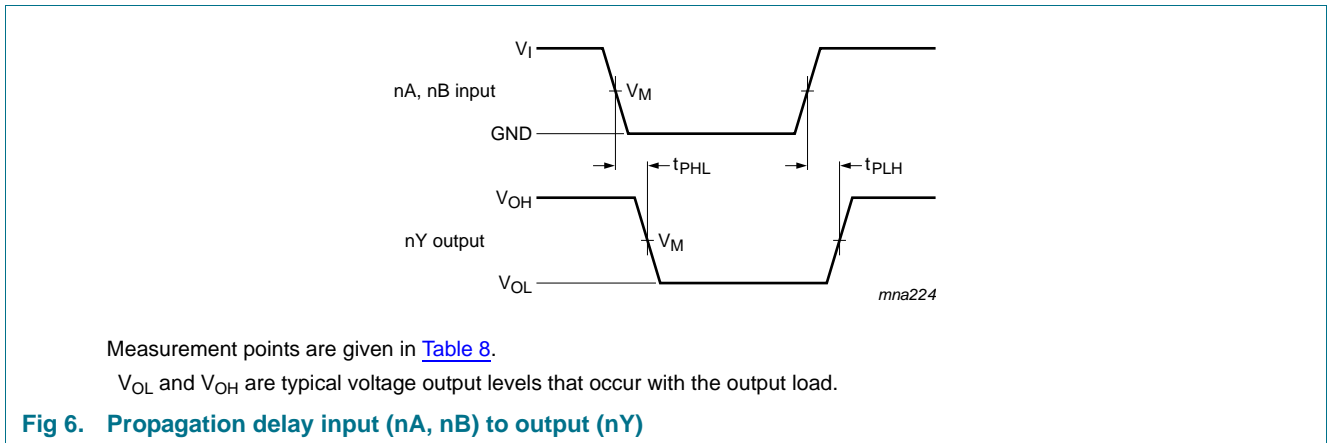 VI
nA, nB input
VM
GND
tPHL
tPLH
VOH
nY output
VM
VOL
mna224
Measurement points are given in Table 8.
VOL and VOH are typical voltage output levels that occur with the output load.
Fig 6. Propagation delay input (nA, nB) to output (nY)